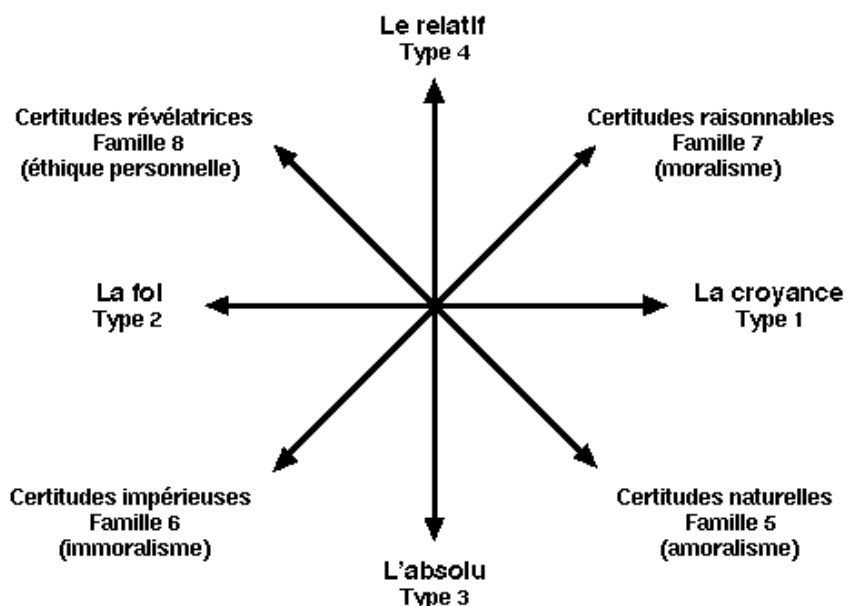 Le relatif
Type 4
Certitudes révélatrices
Famille 8
(éthique personnelle)
Certitudes raisonnables
Famille 7
(moralisme)
La foi
Type 2
La croyance
Type 1
Certitudes impérieuses
Famille 6
(immoralisme)
Certitudes naturelles
Famille 5
(amoralisme)
L'absolu
Type 3